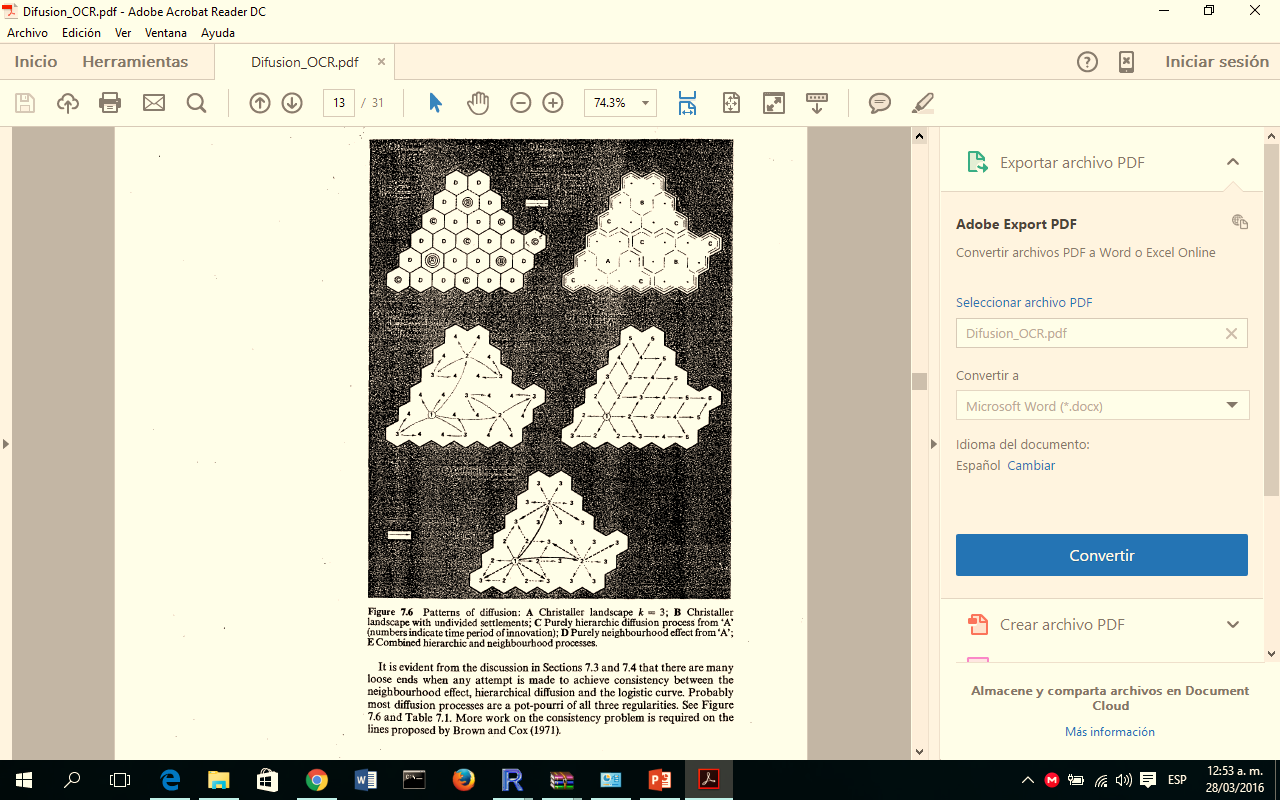 Difusion_OCR.pdf - Adobe Acrobat Reader DC
Archivo Edición Ver Ventana Ayuda
Inicio Herramientas Difusion_OCR.pdf Iniciar sesión
13 / 31 74.3%
Figure 7.6 Patterns of diffusion: A Christaller landscape k = 3; B Christaller
landscape with undivided settlements; C Purely hierarchic diffusion process from ‘A’
(numbers indicate time period of innovation); D Purely neighbourhood effect from ‘A’;
E Combined hierarchic and neighbourhood processes.
It is evident from the discussion in Sections 7.3 and 7.4 that there are many
loose ends when any attempt is made to achieve consistency between the
neighbourhood effect, hierarchical diffusion and the logistic curve. Probably
most diffusion processes are a pot-pourri of all three regularities. See Figure
7.6 and Table 7.1. More work on the consistency problem is required on the
lines proposed by Brown and Cox (1971).
Exportar archivo PDF
Adobe Export PDF
Convertir archivos PDF a Word o Excel Online
Seleccionar archivo PDF
Difusion_OCR.pdf
Convertir a
Microsoft Word (*.docx)
Idioma del documento:
Español Cambiar
Convertir
Crear archivo PDF
Almacene y comparta archivos en Document
Cloud
Más información
ESP
12:53 a. m.
28/03/2016